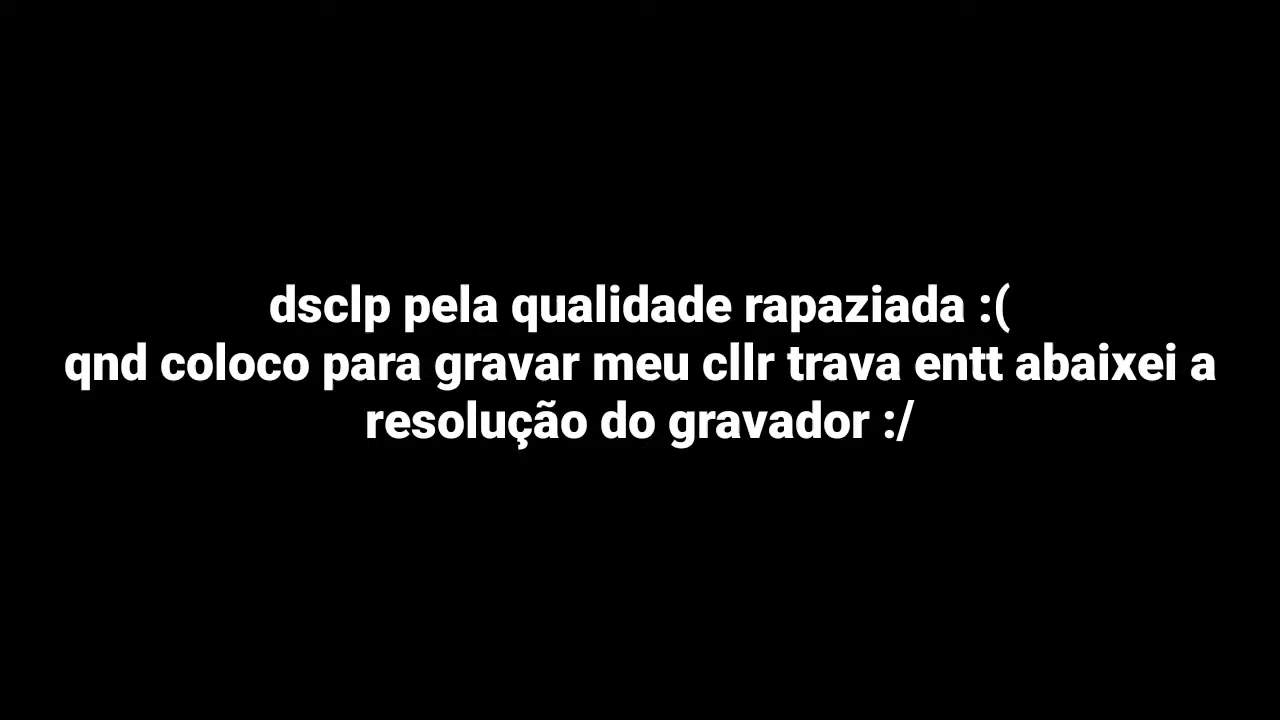 dsclp pela qualidade rapaziada :(
qnd coloco para gravar meu cllr trava entt abaixei a
resolução do gravador :/